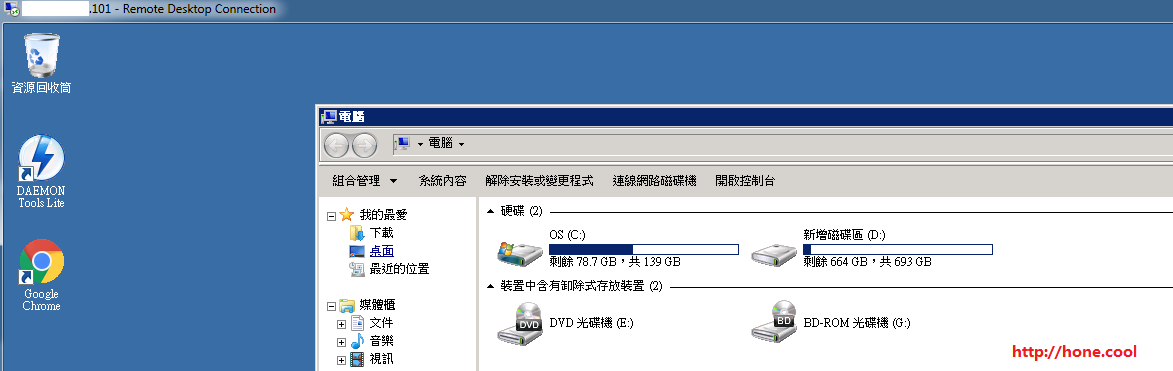 .101 - Remote Desktop Connection
資源回收筒
DAEMON
Tools Lite
Google
Chrome
電腦
電腦
組合管理 系統內容 解除安裝或變更程式 連線網路磁碟機 開啟控制台
我的最愛
下載
桌面
最近的位置
媒體櫃
文件
音樂
視訊
硬碟 (2)
OS (C:)
剩餘 78.7 GB，共 139 GB
新增磁碟區 (D:)
剩餘 664 GB，共 693 GB
裝置中含有卸除式存放裝置 (2)
DVD
DVD 光碟機 (E:)
BD
BD-ROM 光碟機 (G:)
http://hone.cool